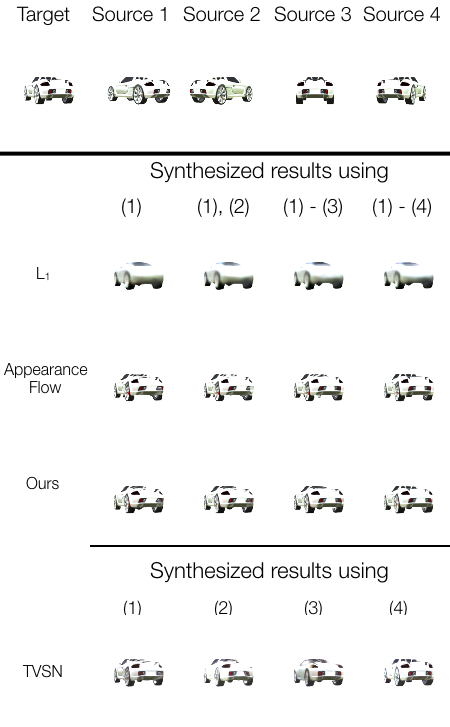 Target Source 1 Source 2 Source 3 Source 4
Synthesized results using
(1) (1), (2) (1) - (3) (1) - (4)
L₁
Appearance
Flow
Ours
Synthesized results using
(1) (2) (3) (4)
TVSN